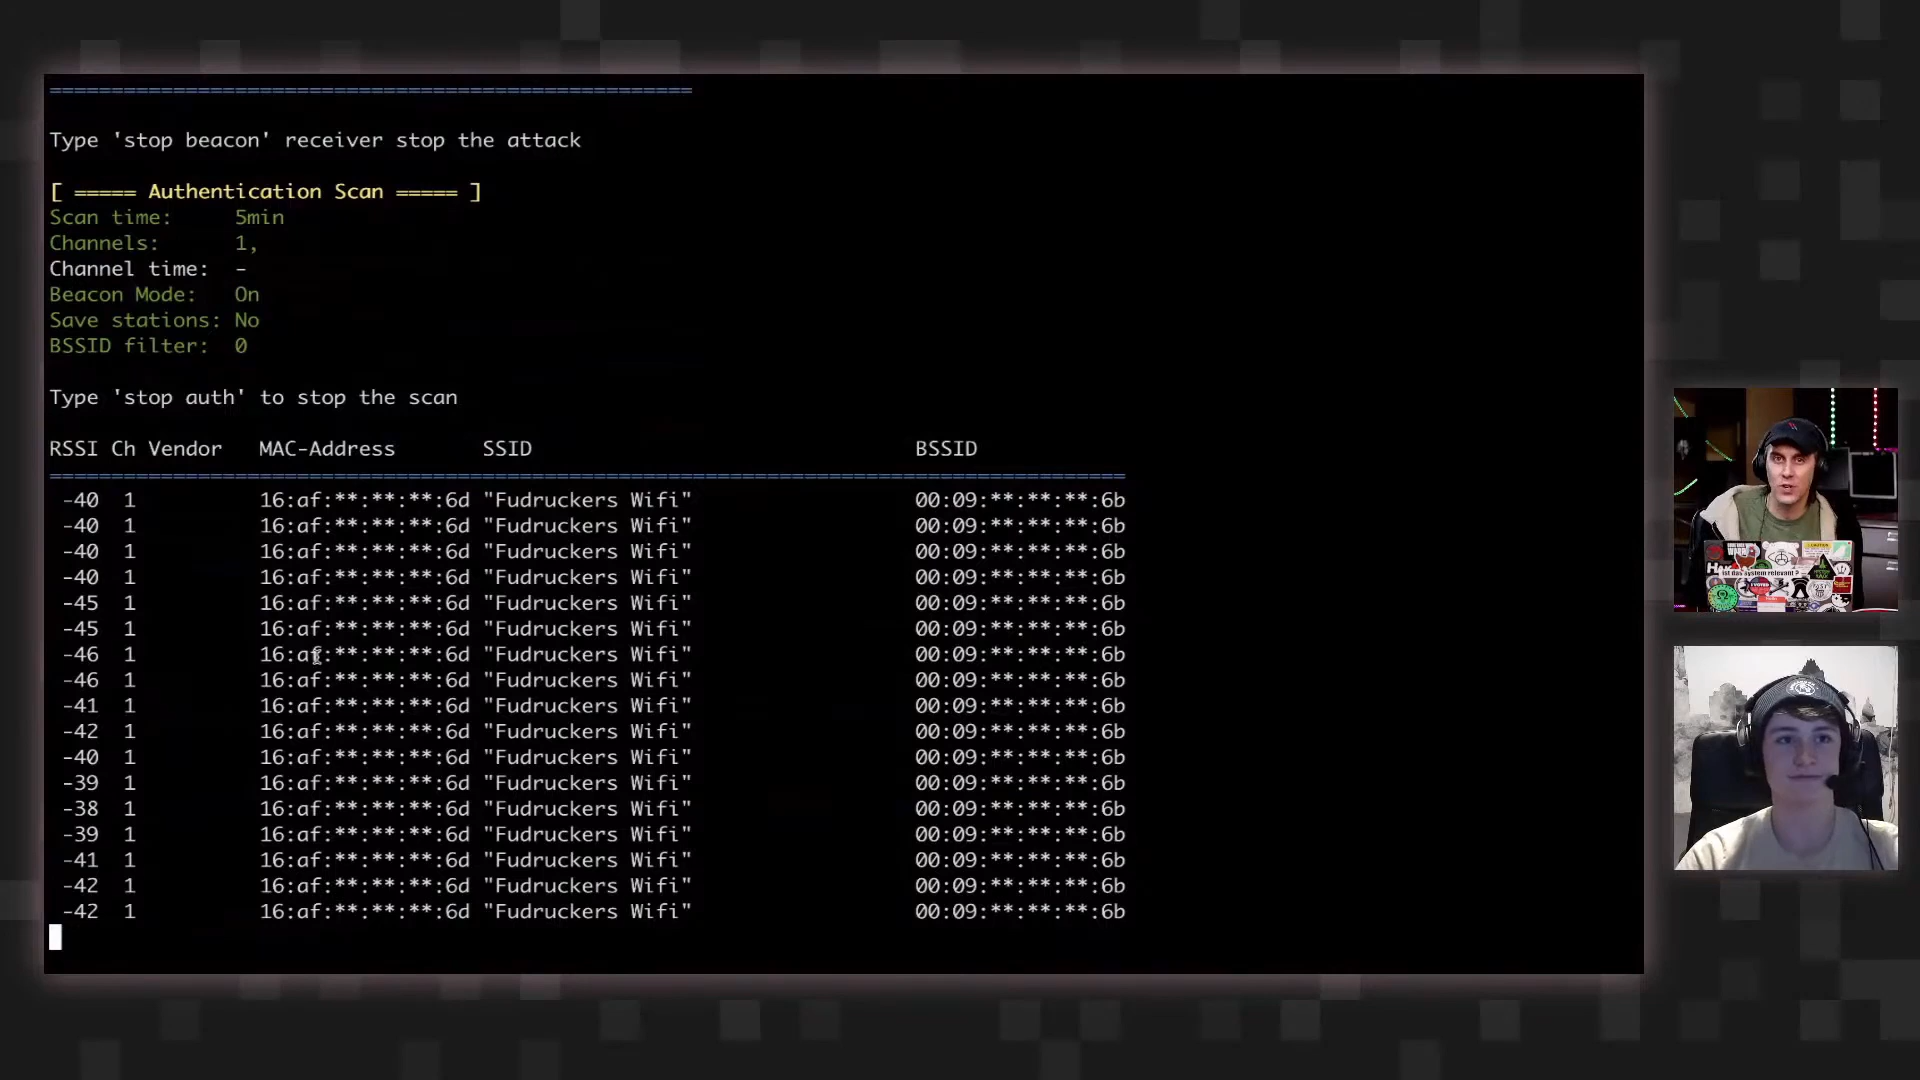 ====================================================
Type 'stop beacon' receiver stop the attack
[ ===== Authentication Scan ===== ]
Scan time: 5min
Channels: 1,
Channel time: -
Beacon Mode: On
Save stations: No
BSSID filter: 0
Type 'stop auth' to stop the scan
RSSI Ch Vendor MAC-Address SSID BSSID
=======================================================================================
-40 1 16:af:**:**:**:6d "Fudruckers Wifi" 00:09:**:**:**:6b
-40 1 16:af:**:**:**:6d "Fudruckers Wifi" 00:09:**:**:**:6b
-40 1 16:af:**:**:**:6d "Fudruckers Wifi" 00:09:**:**:**:6b
-40 1 16:af:**:**:**:6d "Fudruckers Wifi" 00:09:**:**:**:6b
-45 1 16:af:**:**:**:6d "Fudruckers Wifi" 00:09:**:**:**:6b
-45 1 16:af:**:**:**:6d "Fudruckers Wifi" 00:09:**:**:**:6b
-46 1 16:af:**:**:**:6d "Fudruckers Wifi" 00:09:**:**:**:6b
-46 1 16:af:**:**:**:6d "Fudruckers Wifi" 00:09:**:**:**:6b
-41 1 16:af:**:**:**:6d "Fudruckers Wifi" 00:09:**:**:**:6b
-42 1 16:af:**:**:**:6d "Fudruckers Wifi" 00:09:**:**:**:6b
-40 1 16:af:**:**:**:6d "Fudruckers Wifi" 00:09:**:**:**:6b
-39 1 16:af:**:**:**:6d "Fudruckers Wifi" 00:09:**:**:**:6b
-38 1 16:af:**:**:**:6d "Fudruckers Wifi" 00:09:**:**:**:6b
-39 1 16:af:**:**:**:6d "Fudruckers Wifi" 00:09:**:**:**:6b
-41 1 16:af:**:**:**:6d "Fudruckers Wifi" 00:09:**:**:**:6b
-42 1 16:af:**:**:**:6d "Fudruckers Wifi" 00:09:**:**:**:6b
-42 1 16:af:**:**:**:6d "Fudruckers Wifi" 00:09:**:**:**:6b
ist das system relevant ?